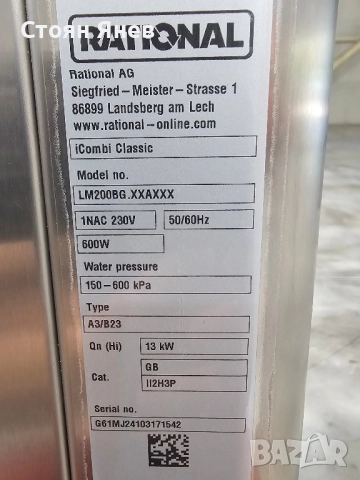 Стоян Янев
RATIONAL
Rational AG
Siegfried-Meister-Strasse 1
86899 Landsberg am Lech
www.rational-online.com
iCombi Classic
Model no.
LM200BG.XXAXXX
1NAC 230V 50/60Hz
600W
Water pressure
150-600 kPa
Type
A3/B23
Qn (Hi) 13 kW
Cat. GB
II2H3P
Serial no.
G61MJ24103171542
bazar